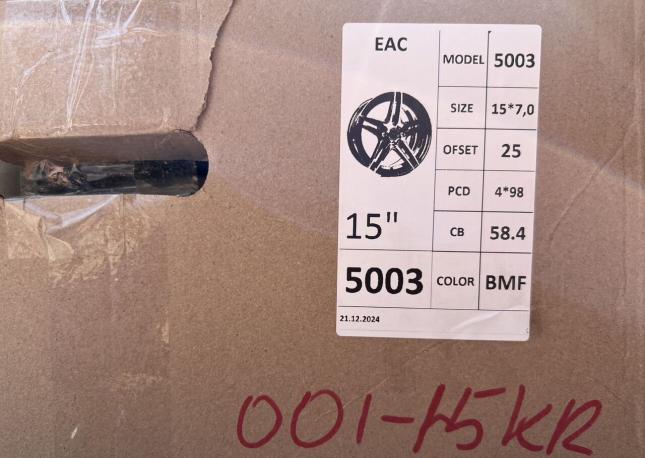 EAC
MODEL 5003
SIZE 15*7,0
OFSET 25
PCD 4*98
15"
CB 58.4
5003 COLOR BMF
21.12.2024
001-H5KR